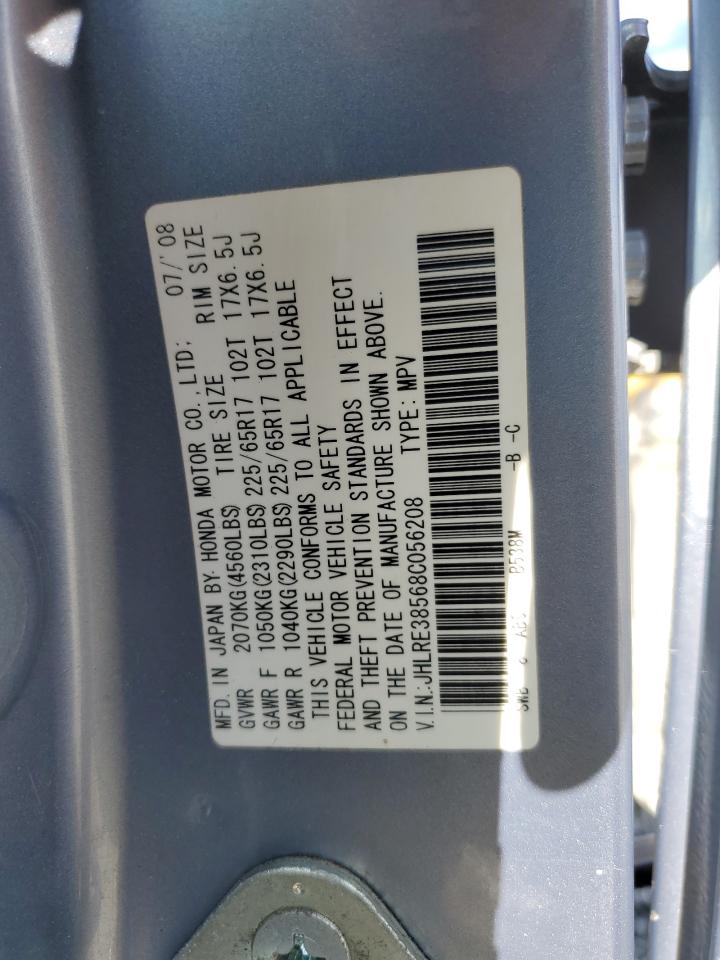 MFD. IN JAPAN BY HONDA MOTOR CO., LTD; 07/'08
GVWR 2070KG(4560LBS) TIRE SIZE RIM SIZE
GAWR F 1050KG(2310LBS) 225/65R17 102T 17X6.5J
GAWR R 1040KG(2290LBS) 225/65R17 102T 17X6.5J
THIS VEHICLE CONFORMS TO ALL APPLICABLE
FEDERAL MOTOR VEHICLE SAFETY
AND THEFT PREVENTION STANDARDS IN EFFECT
ON THE DATE OF MANUFACTURE SHOWN ABOVE.
V.I.N.:JHLRE38568C056208 TYPE: MPV
B538M -B -C